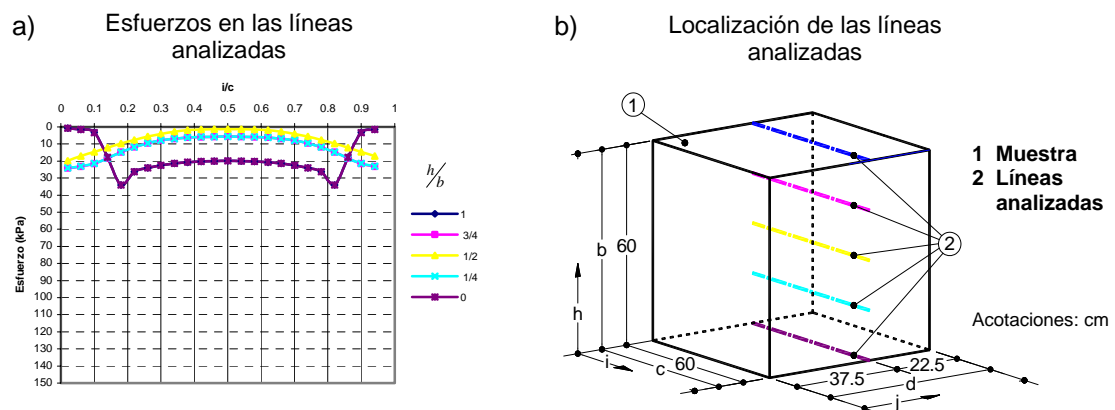 a)
Esfuerzos en las líneas
analizadas
i/c
0 0.1 0.2 0.3 0.4 0.5 0.6 0.7 0.8 0.9 1
0
10
20
30
40
50
60
70
80
90
100
110
120
130
140
150
Esfuerzo (kPa)
h/b
1
3/4
1/2
1/4
0
b)
Localización de las líneas
analizadas
1
1 Muestra
2 Líneas
analizadas
2
b 60
h
i
c
60
37.5
22.5
d
j
Acotaciones: cm